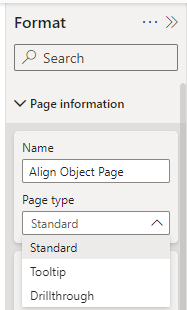 Format
Search
Page information
Name
Align Object Page
Page type
Standard
Standard
Tooltip
Drillthrough